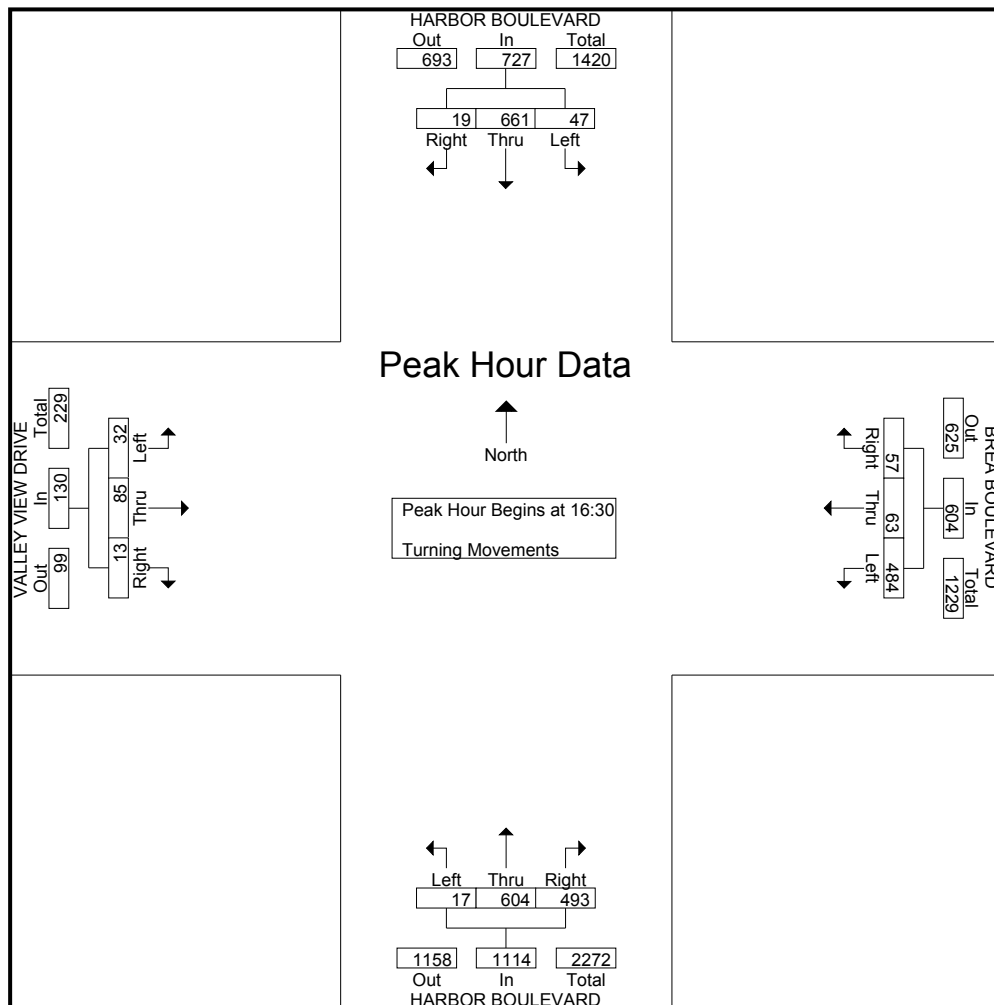 HARBOR BOULEVARD
Out In Total
693 727 1420
19 661 47
Right Thru Left
Peak Hour Data
North
Peak Hour Begins at 16:30
Turning Movements
VALLEY VIEW DRIVE
Out In Total
99 130 229
13 85 32
Right Thru Left
BREA BOULEVARD
Out In Total
625 604 1229
57 63 484
Right Thru Left
Left Thru Right
17 604 493
1158 1114 2272
Out In Total
HARBOR BOULEVARD